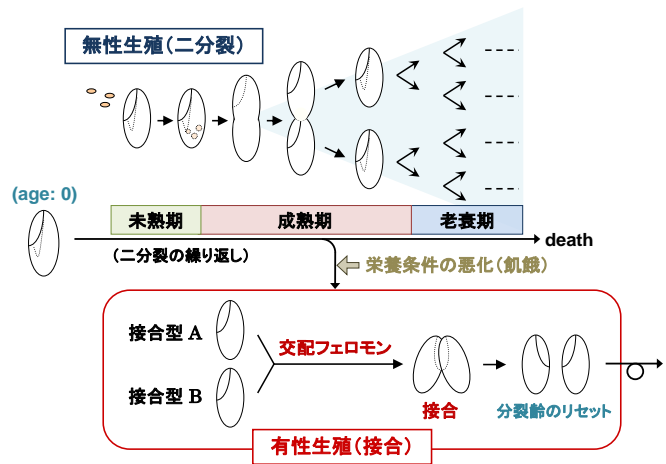 無性生殖(二分裂)
(age: 0)
未熟期
成熟期
老衰期
death
(二分裂の繰り返し)
栄養条件の悪化(飢餓)
接合型 A
接合型 B
交配フェロモン
接合
分裂齢のリセット
有性生殖(接合)